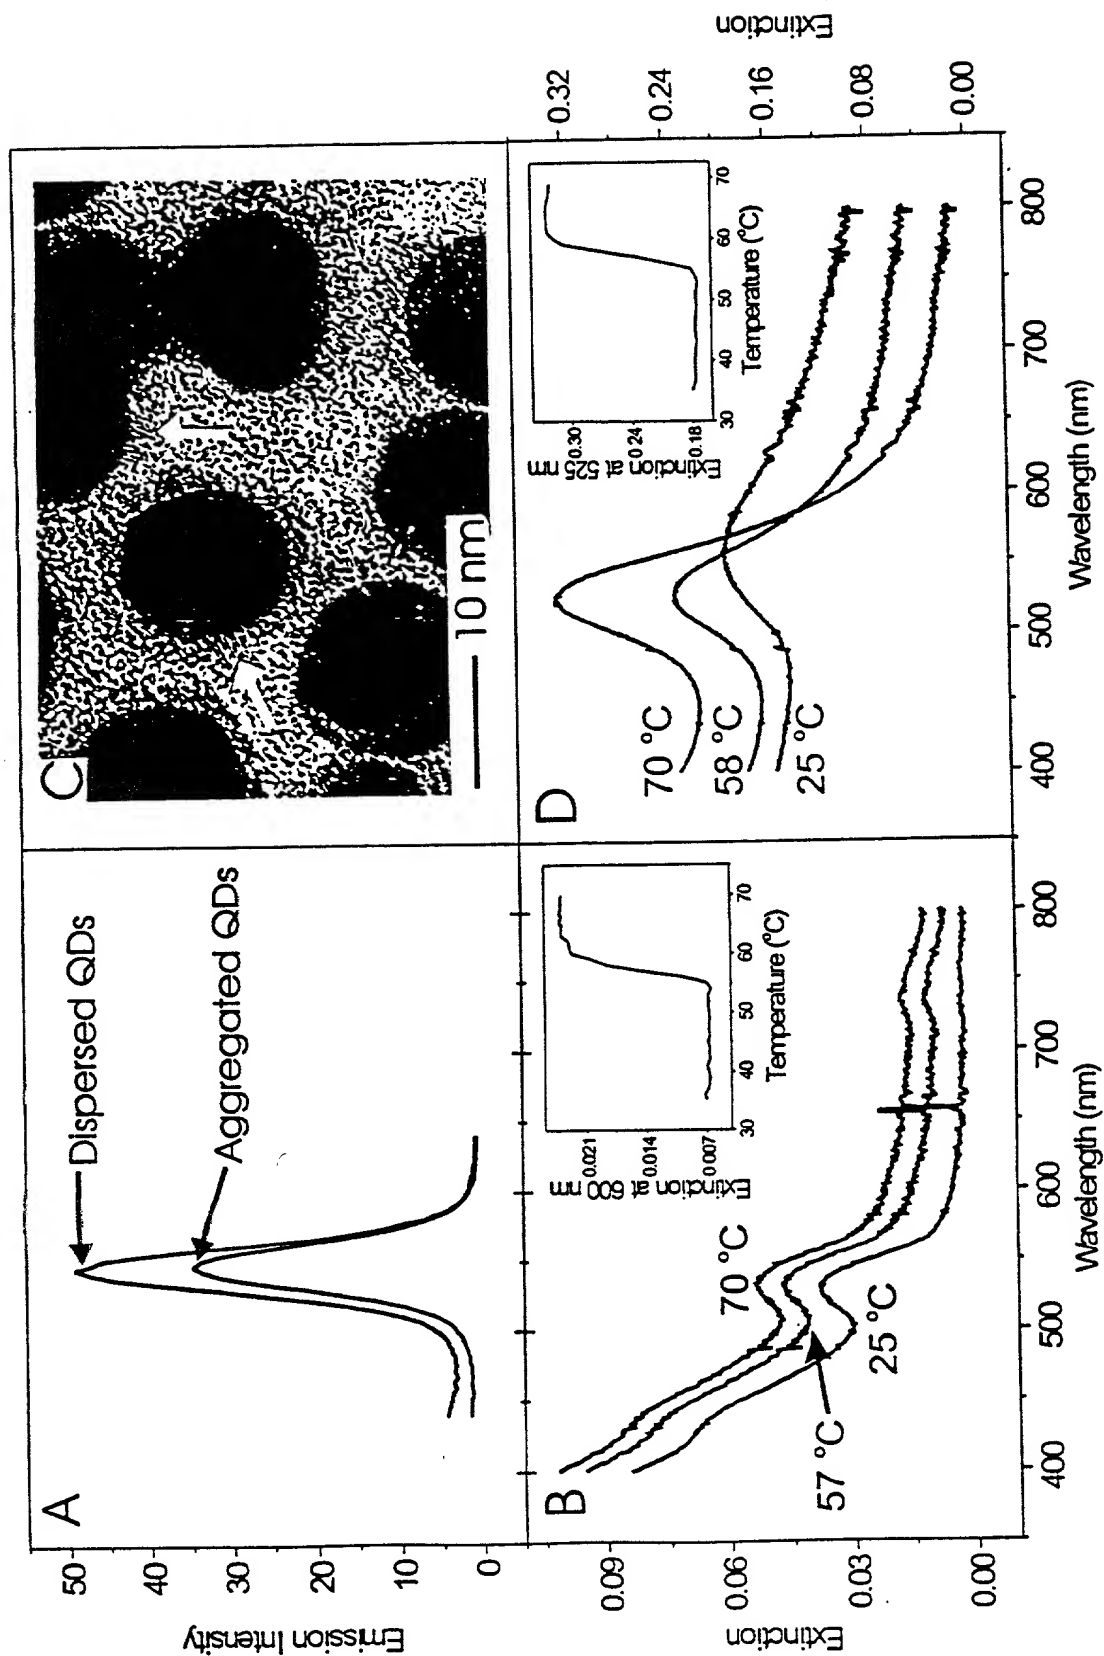 A
Dispersed QDs
Aggregated QDs
50
40
30
20
10
0
Emission Intensity
C
10 nm
B
70 °C
57 °C
25 °C
0.09
0.06
0.03
0.00
Extinction
400
500
600
700
800
Wavelength (nm)
0.021
0.014
0.007
Extinction at 600 nm
30
40
50
60
70
Temperature (°C)
D
70 °C
58 °C
25 °C
0.32
0.24
0.16
0.08
0.00
Extinction
400
500
600
700
800
Wavelength (nm)
0.30
0.24
0.18
Extinction at 525 nm
30
40
50
60
70
Temperature (°C)